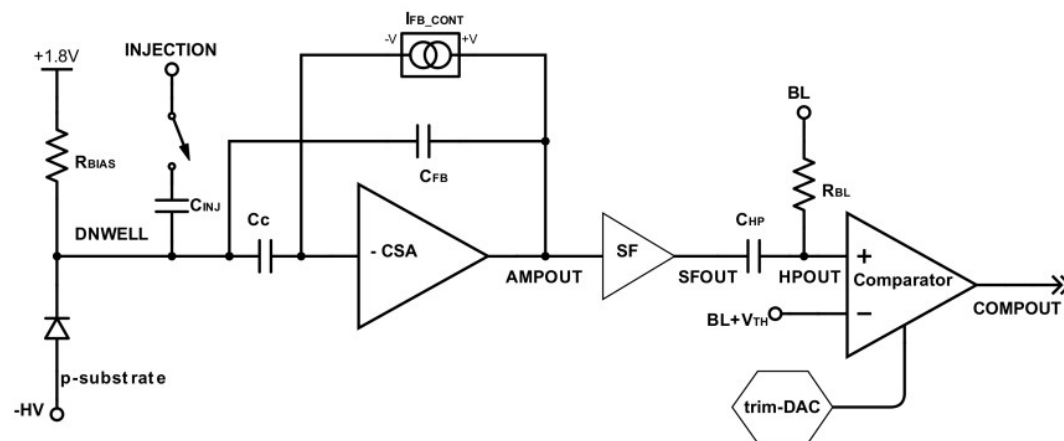 IFB_CONT
-V
+V
INJECTION
+1.8V
BL
RBIAS
CFB
RBL
CINJ
Cc
CHP
DNWELL
- CSA
SF
+
Comparator
AMPOUT
SFOUT
HPOUT
COMPOUT
BL+VTH
−
p-substrate
-HV
trim-DAC